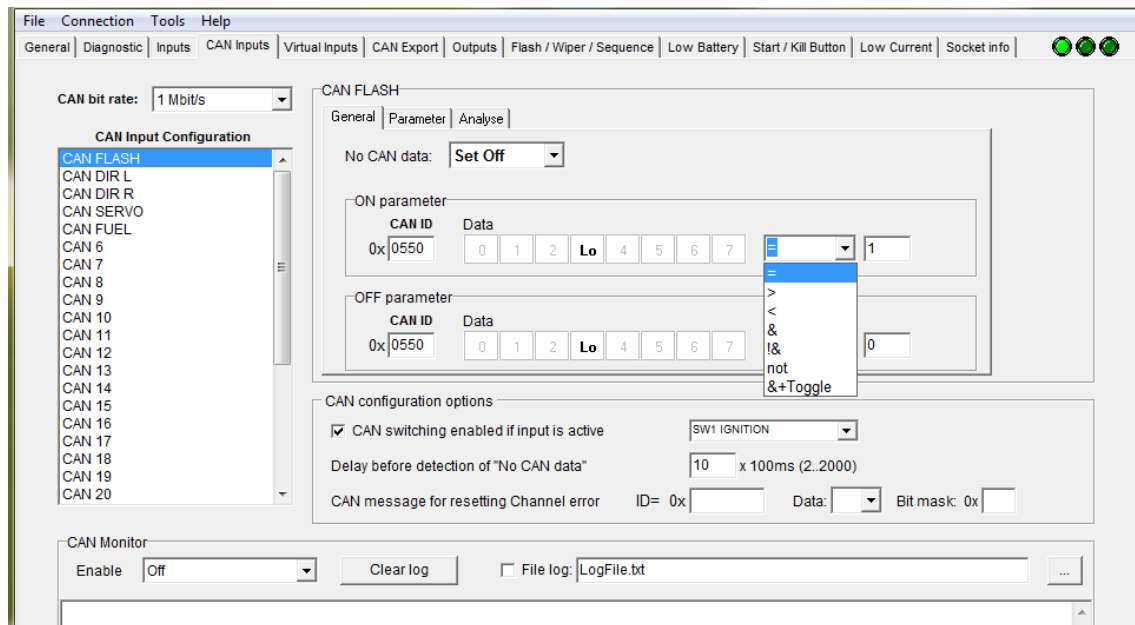 File Connection Tools Help
General Diagnostic Inputs CAN Inputs Virtual Inputs CAN Export Outputs Flash / Wiper / Sequence Low Battery Start / Kill Button Low Current Socket info
CAN bit rate: 1 Mbit/s
CAN Input Configuration
CAN FLASH
CAN DIR L
CAN DIR R
CAN SERVO
CAN FUEL
CAN 6
CAN 7
CAN 8
CAN 9
CAN 10
CAN 11
CAN 12
CAN 13
CAN 14
CAN 15
CAN 16
CAN 17
CAN 18
CAN 19
CAN 20
CAN FLASH
General Parameter Analyse
No CAN data: Set Off
ON parameter
CAN ID Data
0x 0550 0 1 2 Lo 4 5 6 7 = 1
=
>
<
&
!&
not
&+Toggle
OFF parameter
CAN ID Data
0x 0550 0 1 2 Lo 4 5 6 7 0
CAN configuration options
CAN switching enabled if input is active SW1 IGNITION
Delay before detection of "No CAN data" 10 x 100ms (2..2000)
CAN message for resetting Channel error ID= 0x Data: Bit mask: 0x
CAN Monitor
Enable Off Clear log File log: LogFile.txt ...